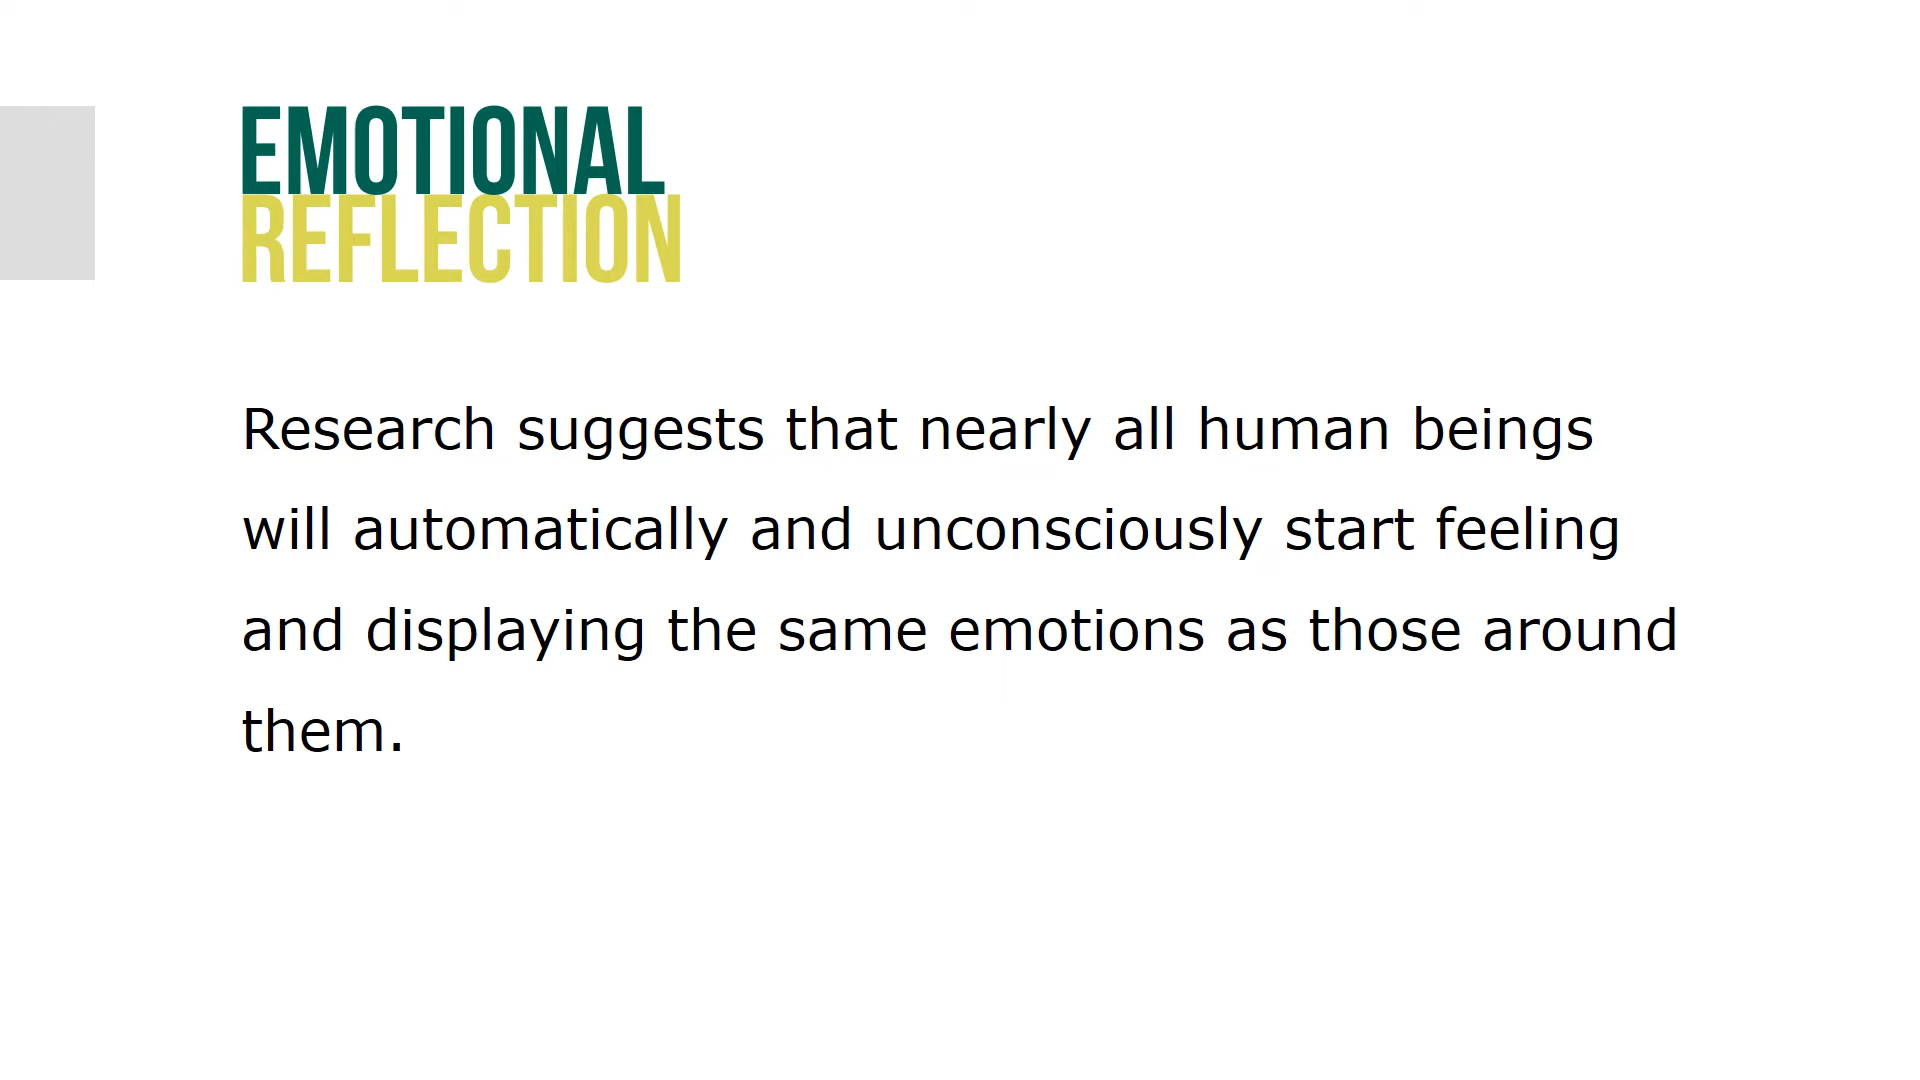 EMOTIONAL
REFLECTION
Research suggests that nearly all human beings
will automatically and unconsciously start feeling
and displaying the same emotions as those around
them.